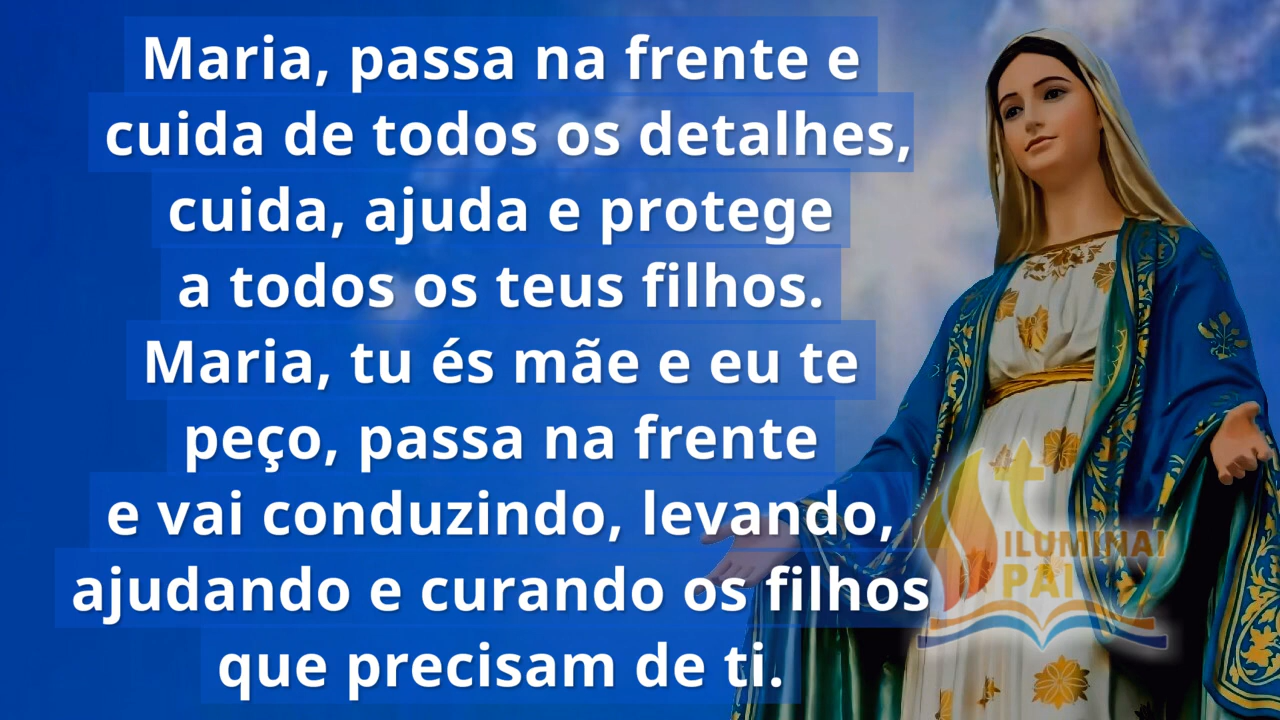 Maria, passa na frente e
cuida de todos os detalhes,
cuida, ajuda e protege
a todos os teus filhos.
Maria, tu és mãe e eu te
peço, passa na frente
e vai conduzindo, levando,
ajudando e curando os filhos
que precisam de ti.
ILUMINAI
PAI